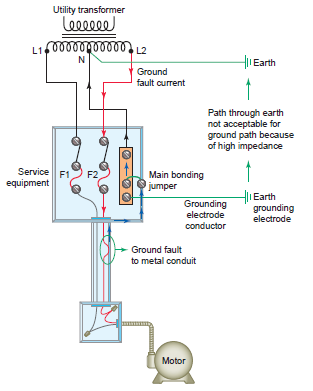 Utility transformer
L1
N
L2
Earth
Ground
fault current
Path through earth
not acceptable for
ground path because
of high impedance
Service
equipment
F1
F2
Main bonding
jumper
Grounding
electrode
conductor
Earth
grounding
electrode
Ground fault
to metal conduit
Motor